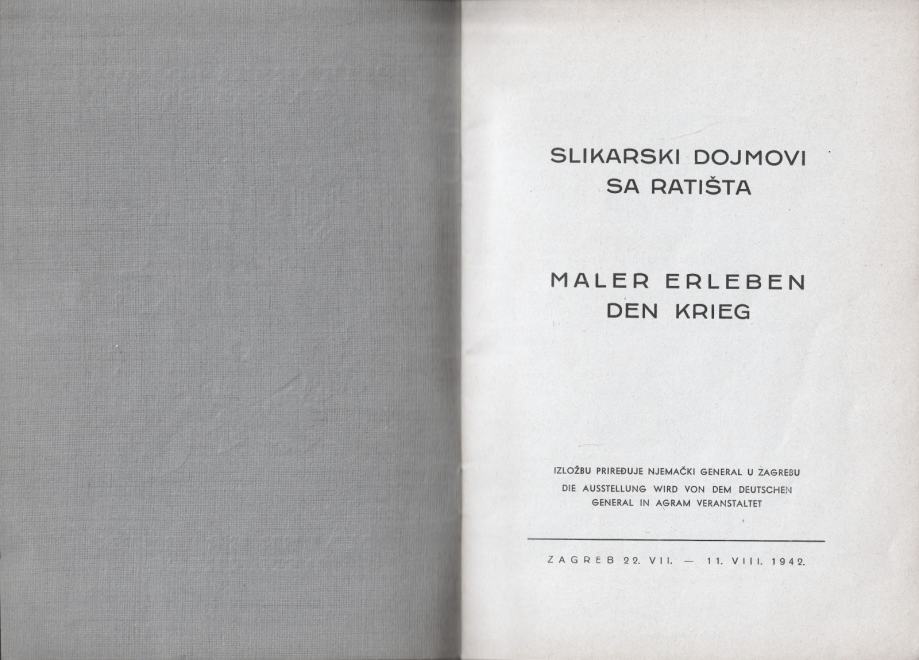 SLIKARSKI DOJMOVI
SA RATIŠTA
MALER ERLEBEN
DEN KRIEG
IZLOŽBU PRIREĐUJE NJEMAČKI GENERAL U ZAGREBU
DIE AUSSTELLUNG WIRD VON DEM DEUTSCHEN
GENERAL IN AGRAM VERANSTALTET
ZAGREB 22. VII. — 11. VIII. 1942.